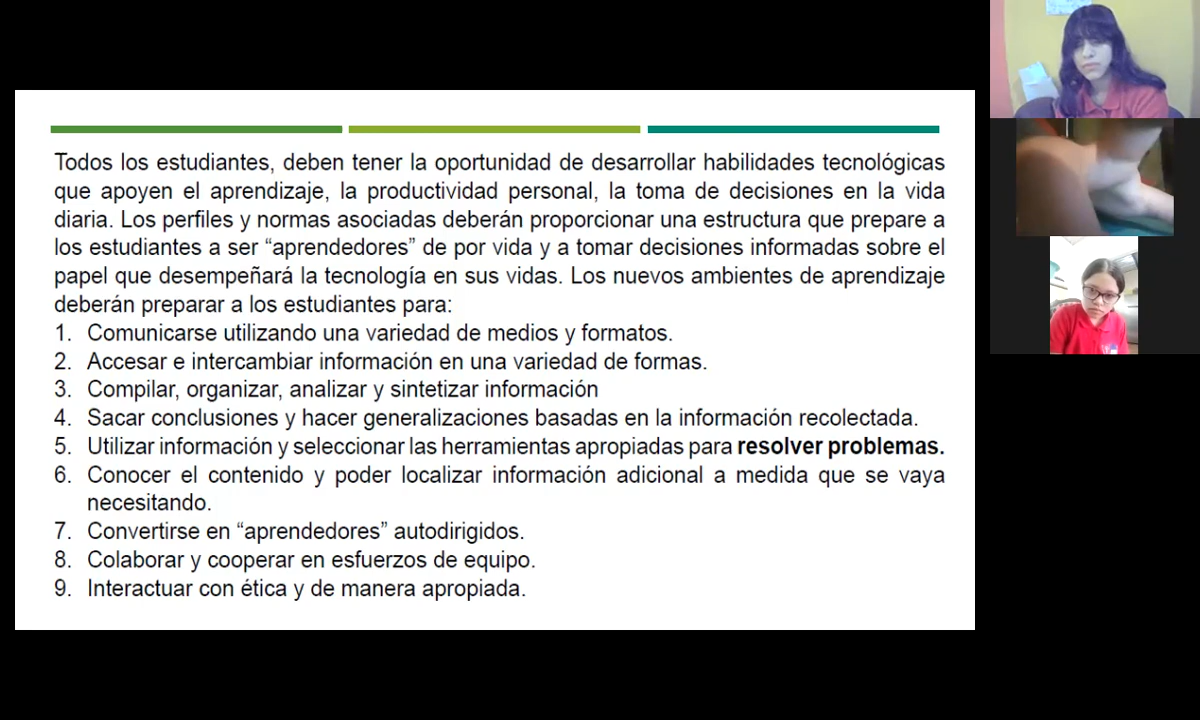 Todos los estudiantes, deben tener la oportunidad de desarrollar habilidades tecnológicas
que apoyen el aprendizaje, la productividad personal, la toma de decisiones en la vida
diaria. Los perfiles y normas asociadas deberán proporcionar una estructura que prepare a
los estudiantes a ser “aprendedores” de por vida y a tomar decisiones informadas sobre el
papel que desempeñará la tecnología en sus vidas. Los nuevos ambientes de aprendizaje
deberán preparar a los estudiantes para:
1. Comunicarse utilizando una variedad de medios y formatos.
2. Accesar e intercambiar información en una variedad de formas.
3. Compilar, organizar, analizar y sintetizar información
4. Sacar conclusiones y hacer generalizaciones basadas en la información recolectada.
5. Utilizar información y seleccionar las herramientas apropiadas para resolver problemas.
6. Conocer el contenido y poder localizar información adicional a medida que se vaya
necesitando.
7. Convertirse en “aprendedores” autodirigidos.
8. Colaborar y cooperar en esfuerzos de equipo.
9. Interactuar con ética y de manera apropiada.